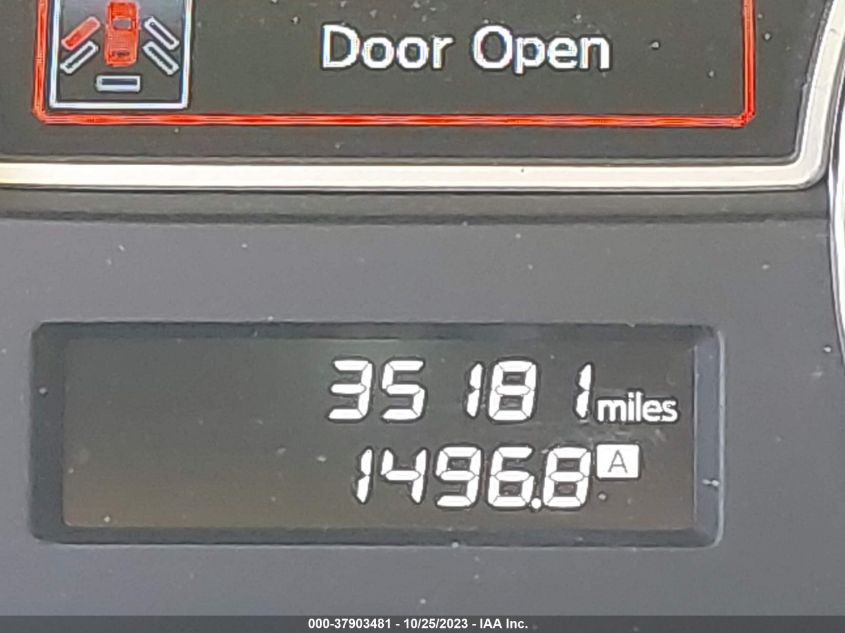 Door Open
35181 miles
1496.8 A
000-37903481 - 10/25/2023 - IAA Inc.